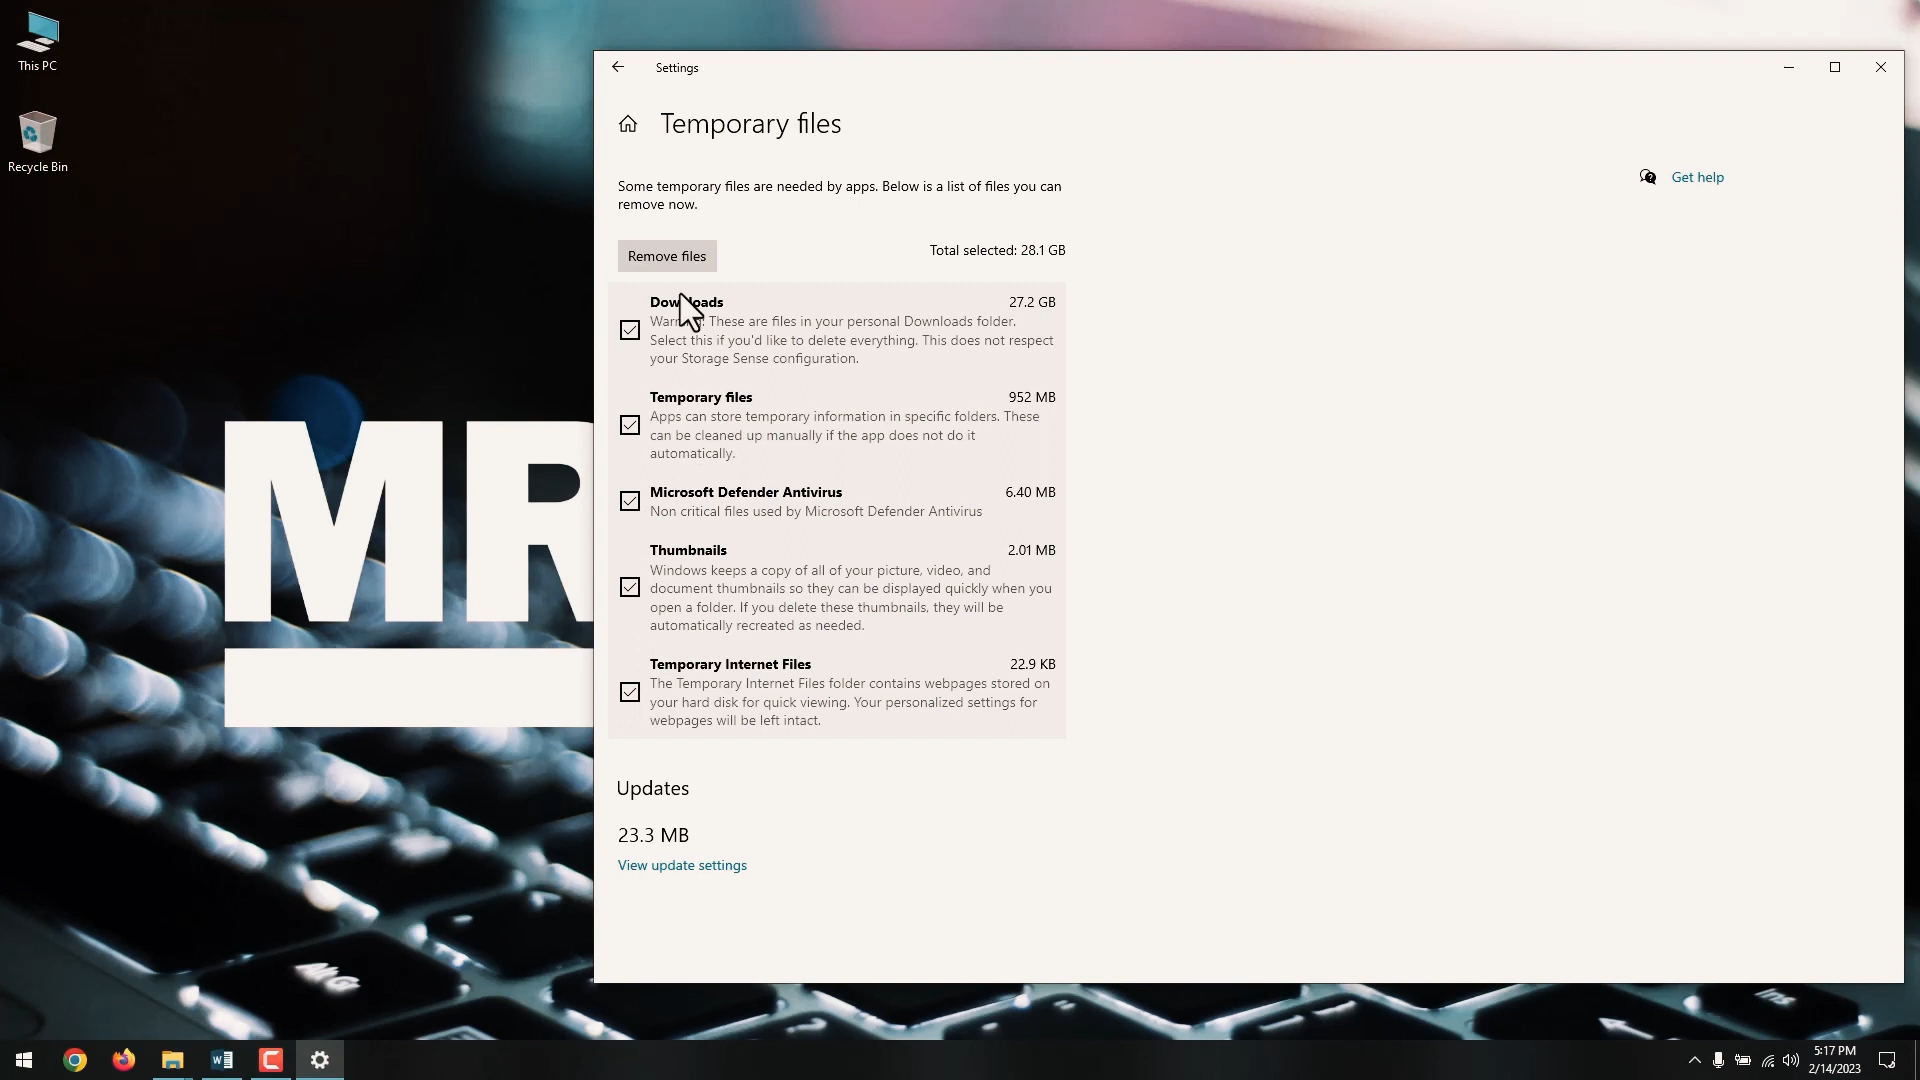 This PC
Recycle Bin
MR
Settings
Temporary files
Some temporary files are needed by apps. Below is a list of files you can
remove now.
Get help
Remove files
Total selected: 28.1 GB
Downloads
27.2 GB
Warning! These are files in your personal Downloads folder.
Select this if you'd like to delete everything. This does not respect
your Storage Sense configuration.
Temporary files
952 MB
Apps can store temporary information in specific folders. These
can be cleaned up manually if the app does not do it
automatically.
Microsoft Defender Antivirus
6.40 MB
Non critical files used by Microsoft Defender Antivirus
Thumbnails
2.01 MB
Windows keeps a copy of all of your picture, video, and
document thumbnails so they can be displayed quickly when you
open a folder. If you delete these thumbnails, they will be
automatically recreated as needed.
Temporary Internet Files
22.9 KB
The Temporary Internet Files folder contains webpages stored on
your hard disk for quick viewing. Your personalized settings for
webpages will be left intact.
Updates
23.3 MB
View update settings
Alt Gr
Ins
5:17 PM
2/14/2023